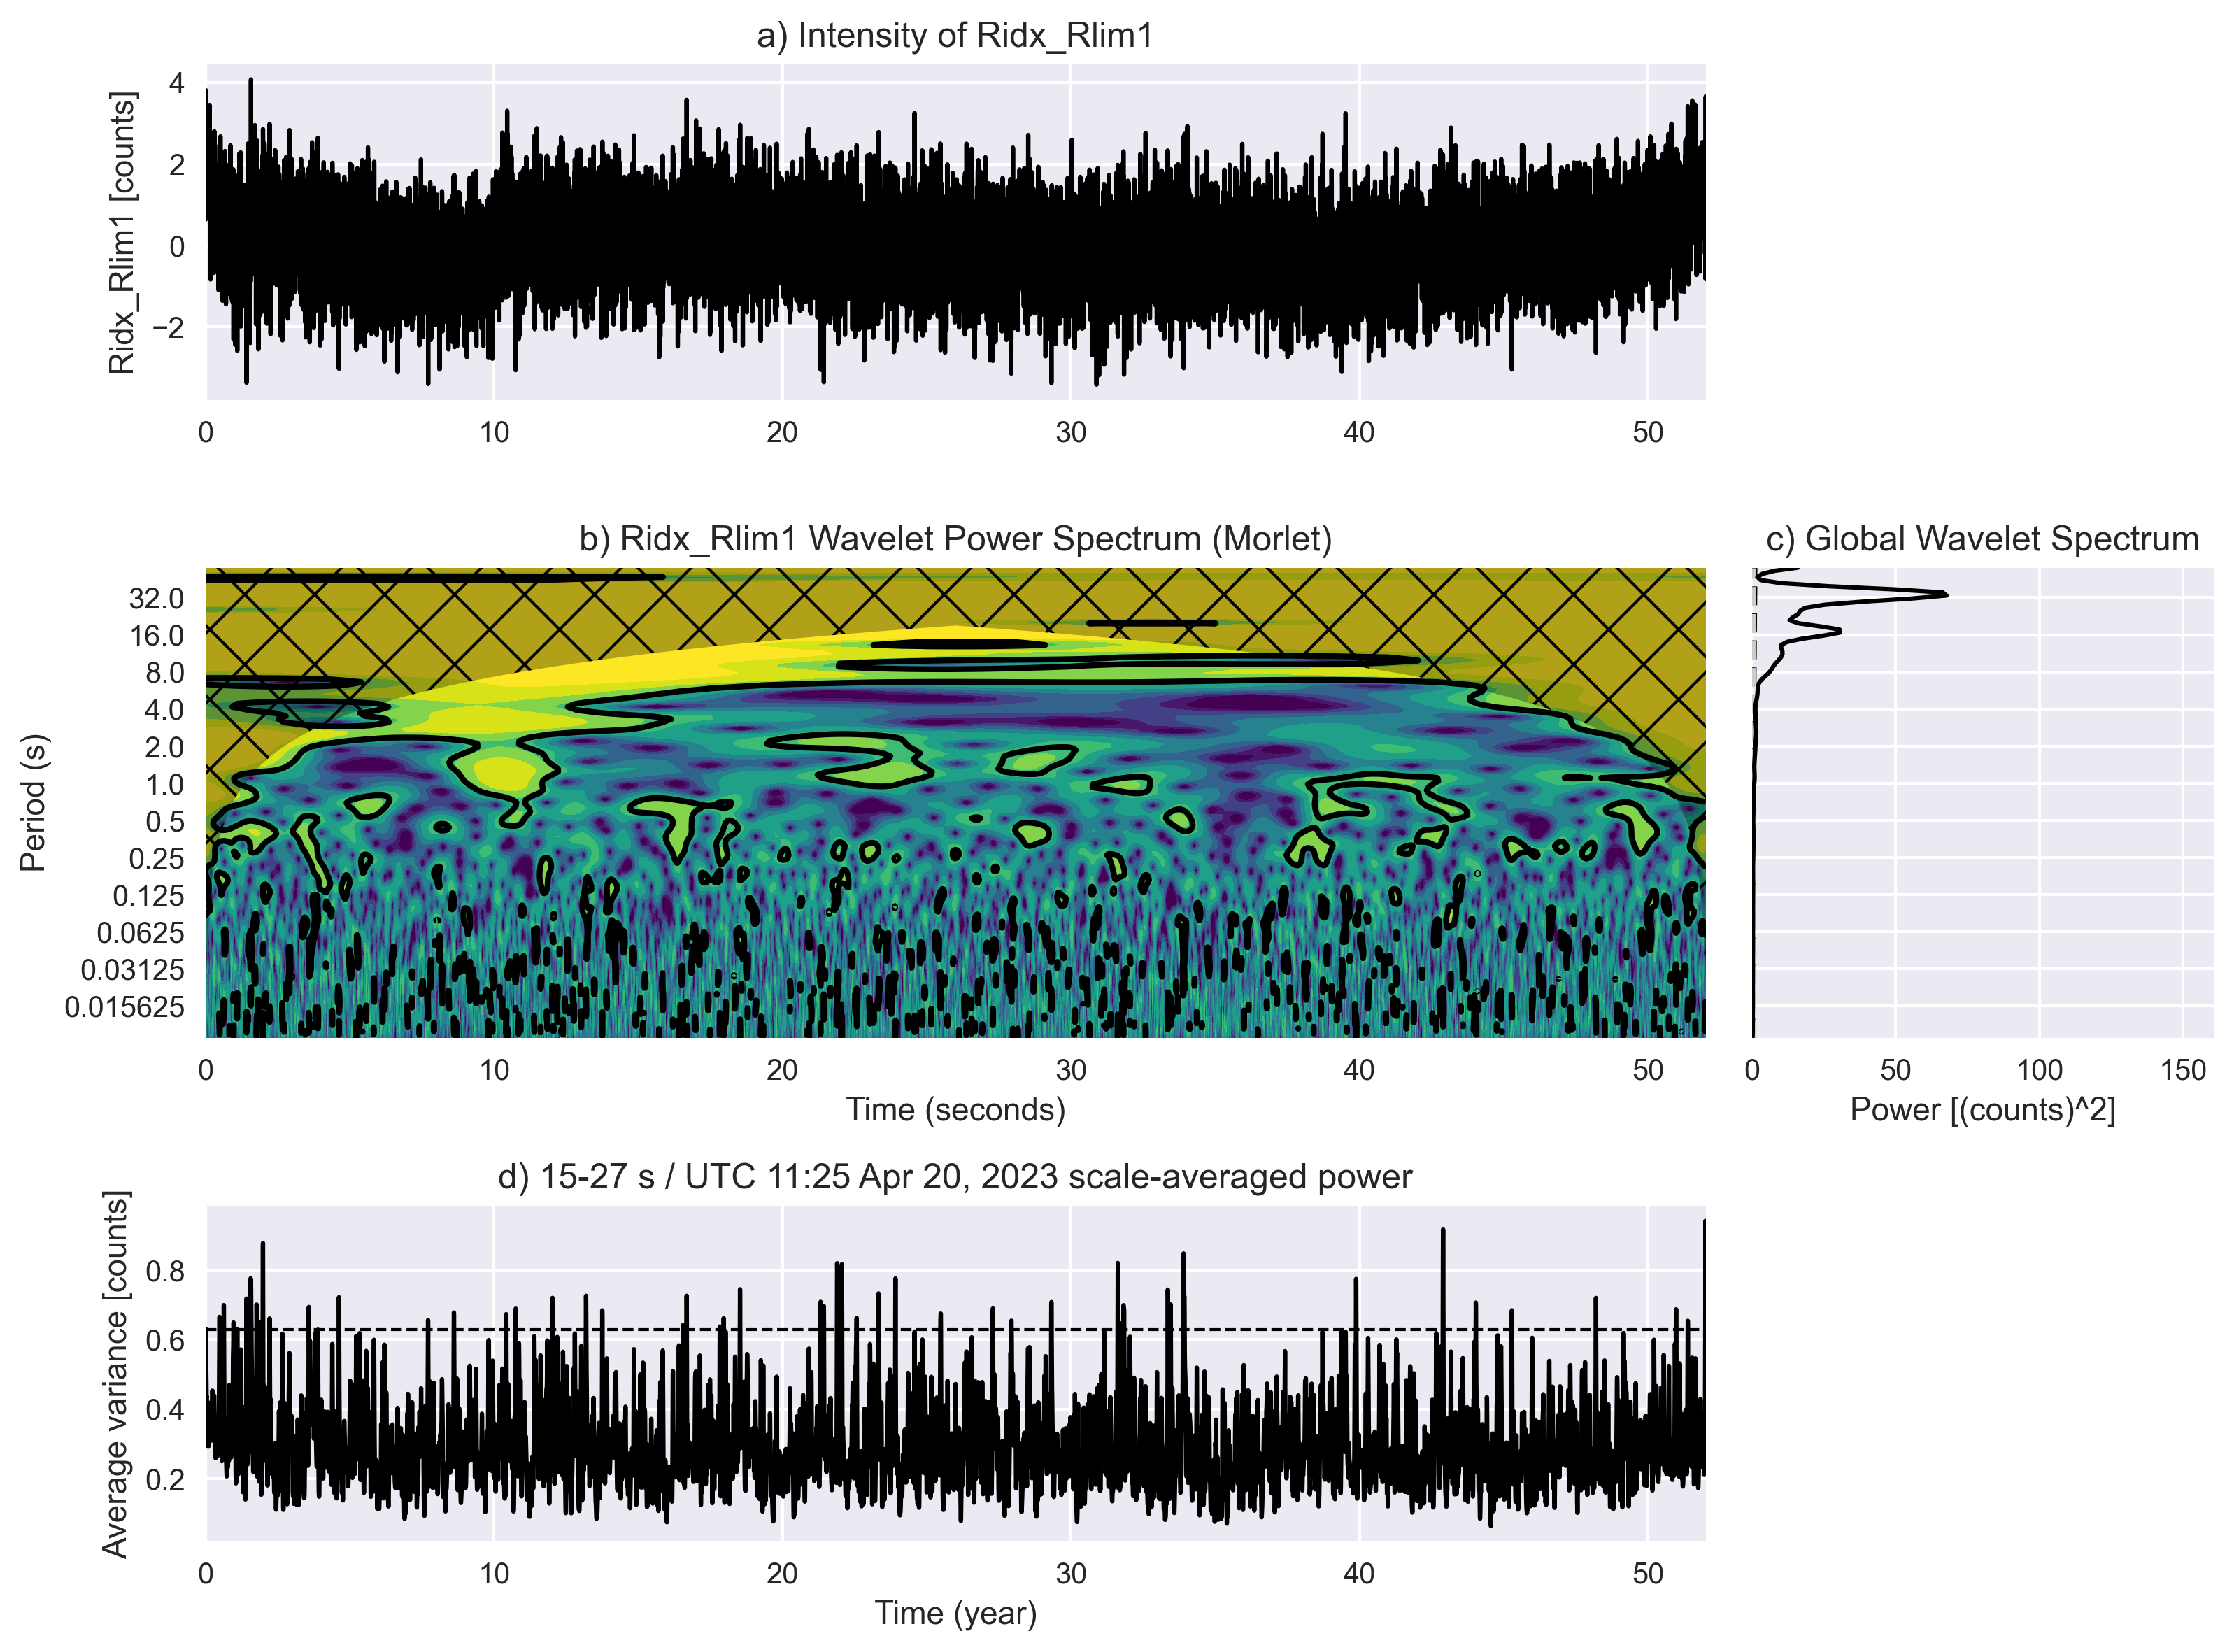 a) Intensity of Ridx_Rlim1
Ridx_Rlim1 [counts]
4
2
0
−2
0 10 20 30 40 50
b) Ridx_Rlim1 Wavelet Power Spectrum (Morlet)
Period (s)
32.0
16.0
8.0
4.0
2.0
1.0
0.5
0.25
0.125
0.0625
0.03125
0.015625
0 10 20 30 40 50
Time (seconds)
c) Global Wavelet Spectrum
0 50 100 150
Power [(counts)^2]
d) 15-27 s / UTC 11:25 Apr 20, 2023 scale-averaged power
Average variance [counts]
0.8
0.6
0.4
0.2
0 10 20 30 40 50
Time (year)